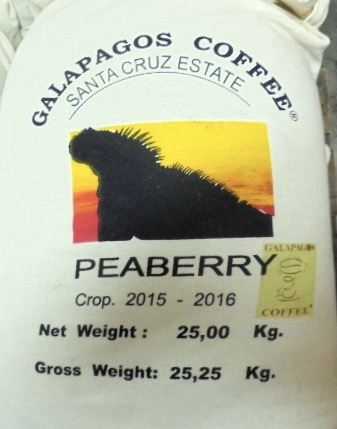 GALAPAGOS COFFEE®
SANTA CRUZ ESTATE
PEABERRY
GALAPAGOS
COFFEE
Crop. 2015 - 2016
Net Weight : 25,00 Kg.
Gross Weight: 25,25 Kg.